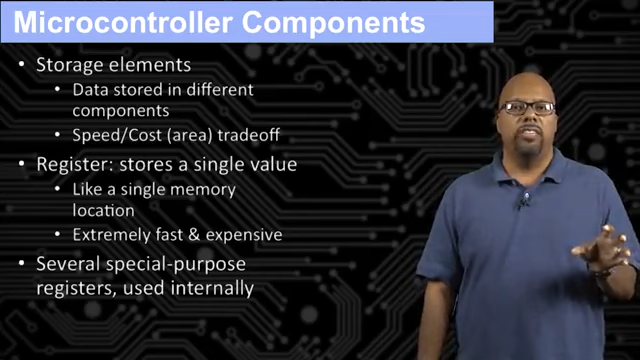 Microcontroller Components
• Storage elements
• Data stored in different
components
• Speed/Cost (area) tradeoff
• Register: stores a single value
• Like a single memory
location
• Extremely fast & expensive
• Several special-purpose
registers, used internally